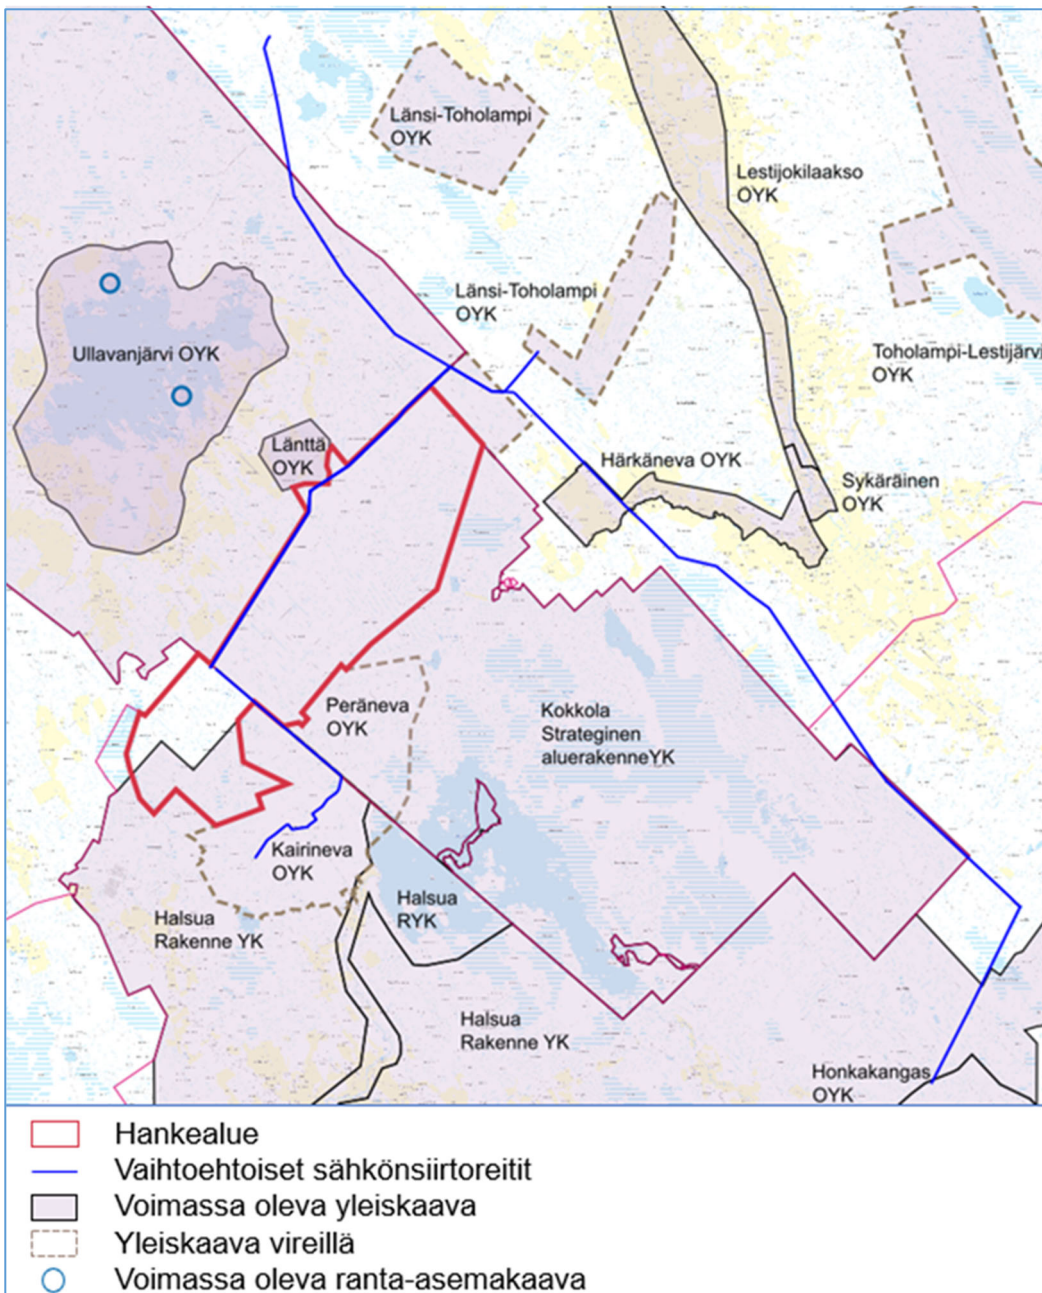 Länsi-Toholampi
OYK
Lestijokilaakso
OYK
Länsi-Toholampi
OYK
Ullavanjärvi OYK
Toholampi-Lestijärvi
OYK
Länttä
OYK
Härkäneva OYK
Sykäräinen
OYK
Peräneva
OYK
Kokkola
Strateginen
aluerakenneYK
Kairineva
OYK
Halsua
RYK
Halsua
Rakenne YK
Halsua
Rakenne YK
Honkakangas
OYK
Hankealue
Vaihtoehtoiset sähkönsiirtoreitit
Voimassa oleva yleiskaava
Yleiskaava vireillä
Voimassa oleva ranta-asemakaava